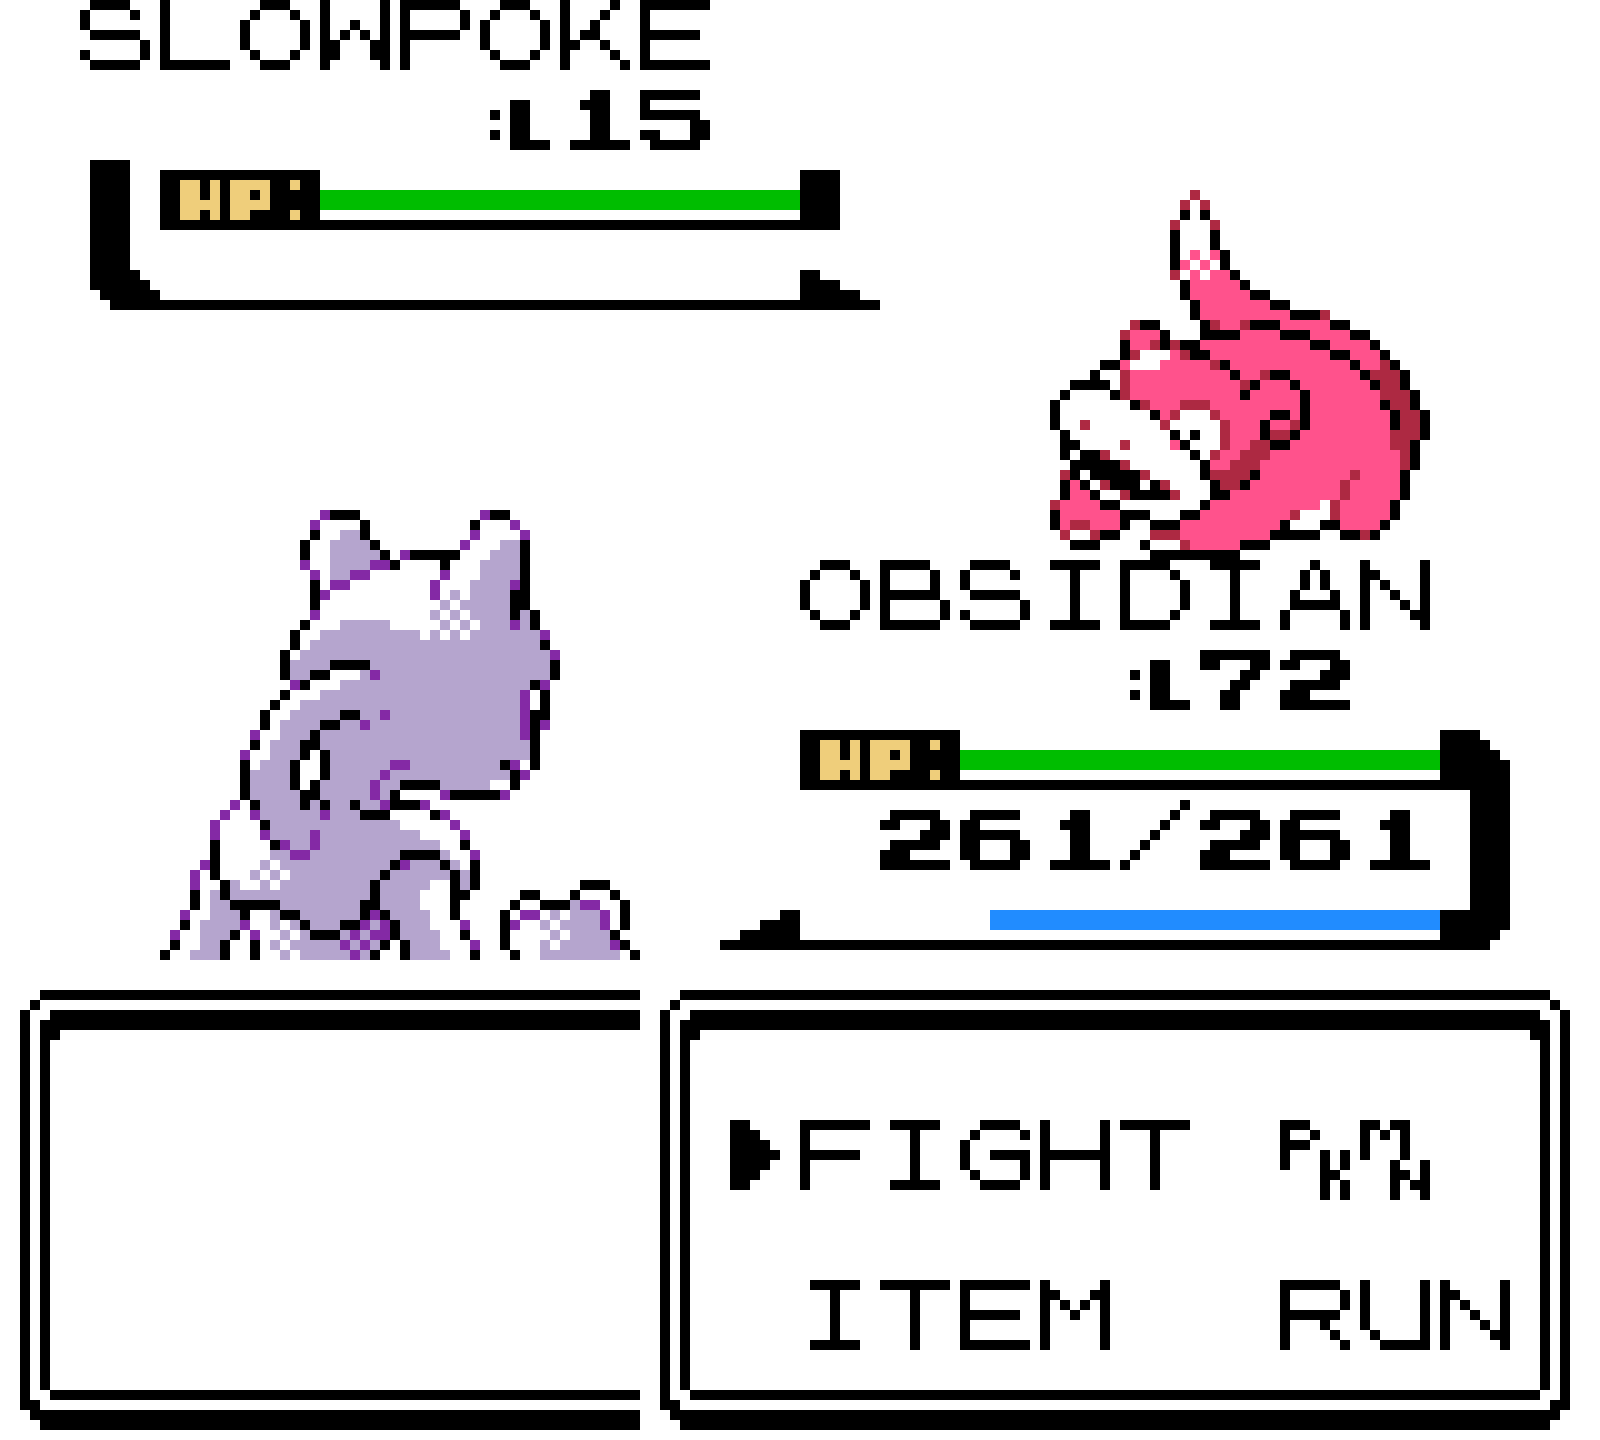 SLOWPOKE
:L15
HP:
OBSIDIAN
:L72
HP:
261/261
▶FIGHT PKMN
ITEM RUN